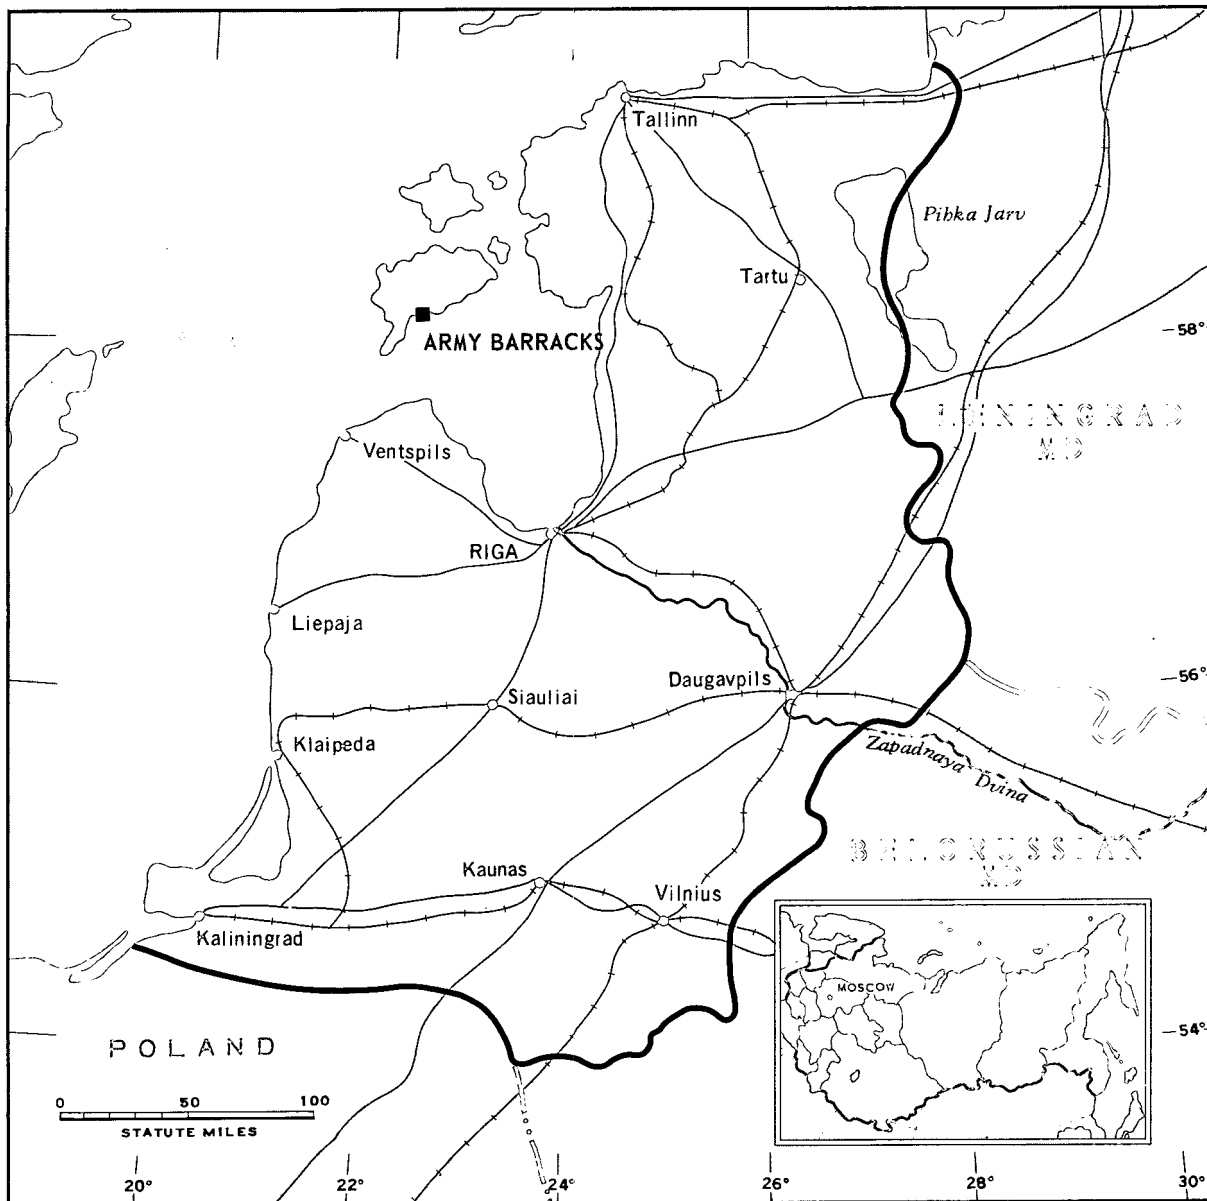 Tallinn
Pihka Jarv
Tartu
58°
ARMY BARRACKS
LENINGRAD
MD
Ventspils
RIGA
Liepaja
Daugavpils
56°
Siauliai
Klaipeda
Zapadnaya Dvina
BELORUSSIAN
MD
Kaunas
Vilnius
Kaliningrad
MOSCOW
54°
POLAND
0 50 100
STATUTE MILES
20° 22° 24° 26° 28° 30°